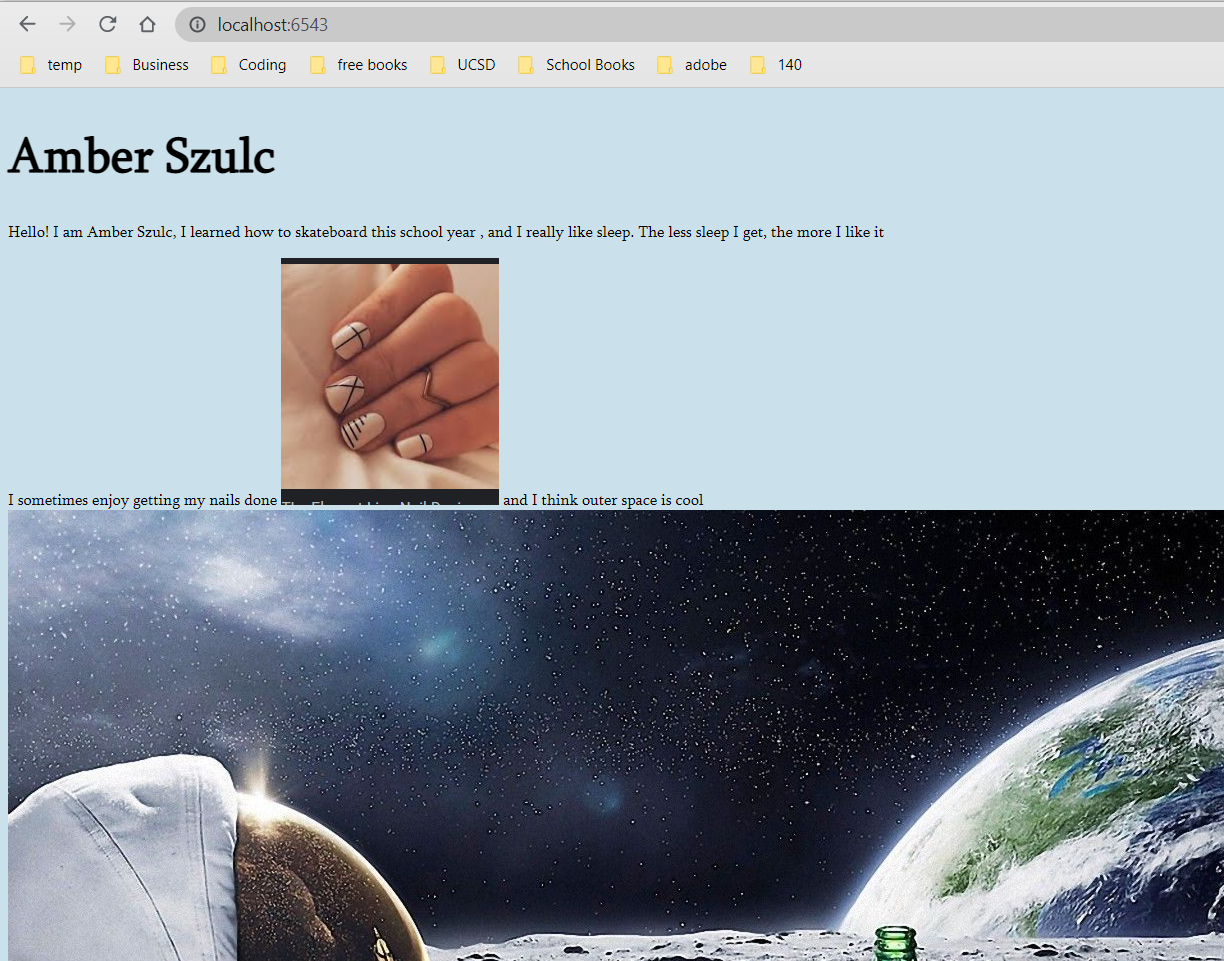 localhost:6543
temp Business Coding free books UCSD School Books adobe 140
Amber Szulc
Hello! I am Amber Szulc, I learned how to skateboard this school year , and I really like sleep. The less sleep I get, the more I like it
I sometimes enjoy getting my nails done and I think outer space is cool